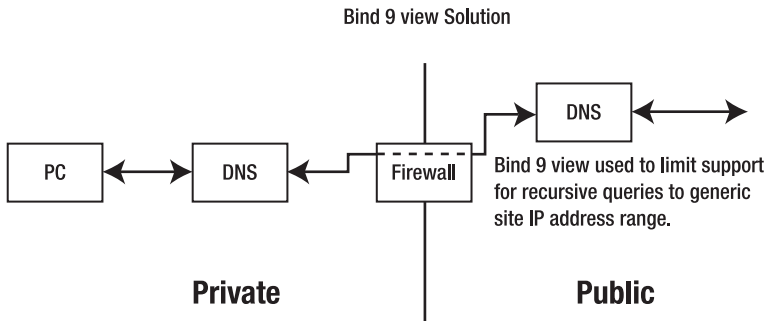 Bind 9 view Solution
PC
DNS
Firewall
DNS
Bind 9 view used to limit support
for recursive queries to generic
site IP address range.
Private
Public